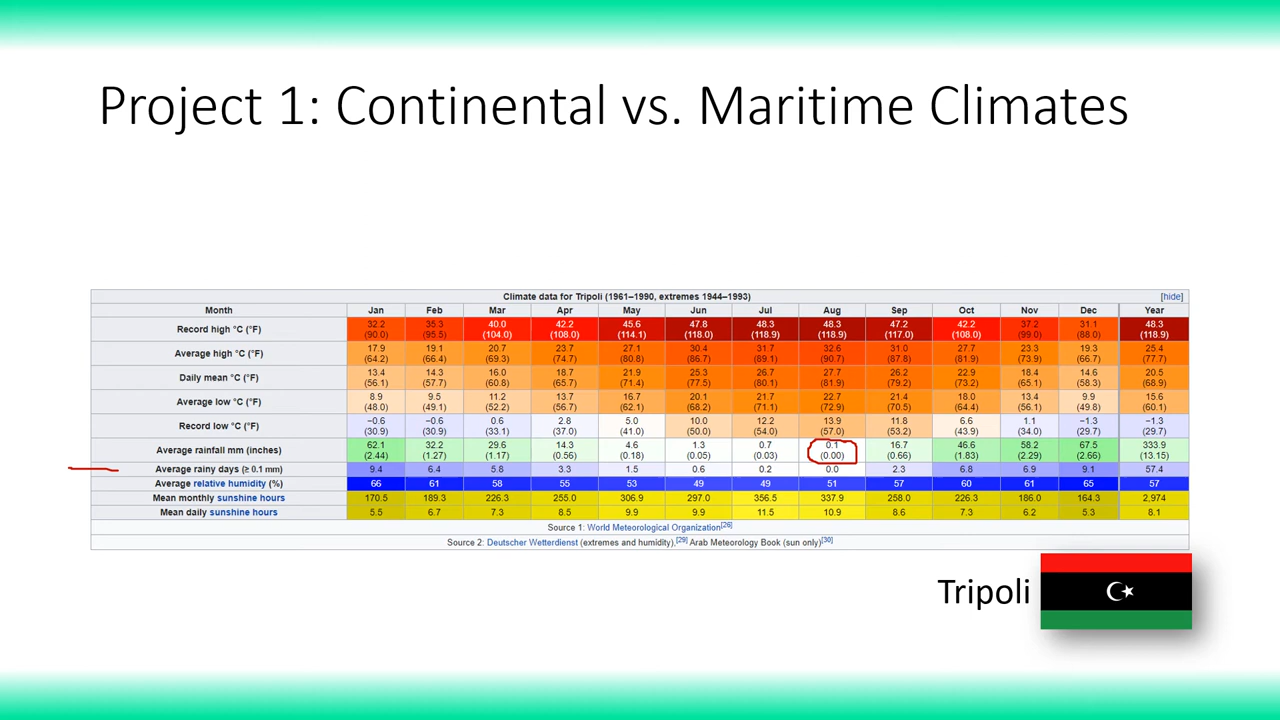 Project 1: Continental vs. Maritime Climates
Climate data for Tripoli (1961–1990, extremes 1944–1993) [hide]
Month Jan Feb Mar Apr May Jun Jul Aug Sep Oct Nov Dec Year
Record high °C (°F) 32.2 (90.0) 35.3 (95.5) 40.0 (104.0) 42.2 (108.0) 45.6 (114.1) 47.8 (118.0) 48.3 (118.9) 48.3 (118.9) 47.2 (117.0) 42.2 (108.0) 37.2 (99.0) 31.1 (88.0) 48.3 (118.9)
Average high °C (°F) 17.9 (64.2) 19.1 (66.4) 20.7 (69.3) 23.7 (74.7) 27.1 (80.8) 30.4 (86.7) 31.7 (89.1) 32.6 (90.7) 31.0 (87.8) 27.7 (81.9) 23.3 (73.9) 19.3 (66.7) 25.4 (77.7)
Daily mean °C (°F) 13.4 (56.1) 14.3 (57.7) 16.0 (60.8) 18.7 (65.7) 21.9 (71.4) 25.3 (77.5) 26.7 (80.1) 27.7 (81.9) 26.2 (79.2) 22.9 (73.2) 18.4 (65.1) 14.6 (58.3) 20.5 (68.9)
Average low °C (°F) 8.9 (48.0) 9.5 (49.1) 11.2 (52.2) 13.7 (56.7) 16.7 (62.1) 20.1 (68.2) 21.7 (71.1) 22.7 (72.9) 21.4 (70.5) 18.0 (64.4) 13.4 (56.1) 9.9 (49.8) 15.6 (60.1)
Record low °C (°F) −0.6 (30.9) −0.6 (30.9) 0.6 (33.1) 2.8 (37.0) 5.0 (41.0) 10.0 (50.0) 12.2 (54.0) 13.9 (57.0) 11.8 (53.2) 6.6 (43.9) 1.1 (34.0) −1.3 (29.7) −1.3 (29.7)
Average rainfall mm (inches) 62.1 (2.44) 32.2 (1.27) 29.6 (1.17) 14.3 (0.56) 4.6 (0.18) 1.3 (0.05) 0.7 (0.03) 0.1 (0.00) 16.7 (0.66) 46.6 (1.83) 58.2 (2.29) 67.5 (2.66) 333.9 (13.15)
Average rainy days (≥ 0.1 mm) 9.4 6.4 5.8 3.3 1.5 0.6 0.2 0.0 2.3 6.8 6.9 9.1 57.4
Average relative humidity (%) 66 61 58 55 53 49 49 51 57 60 61 65 57
Mean monthly sunshine hours 170.5 189.3 226.3 255.0 306.9 297.0 356.5 337.9 258.0 226.3 186.0 164.3 2,974
Mean daily sunshine hours 5.5 6.7 7.3 8.5 9.9 9.9 11.5 10.9 8.6 7.3 6.2 5.3 8.1
Source 1: World Meteorological Organization[26]
Source 2: Deutscher Wetterdienst (extremes and humidity),[29] Arab Meteorology Book (sun only)[30]
Tripoli